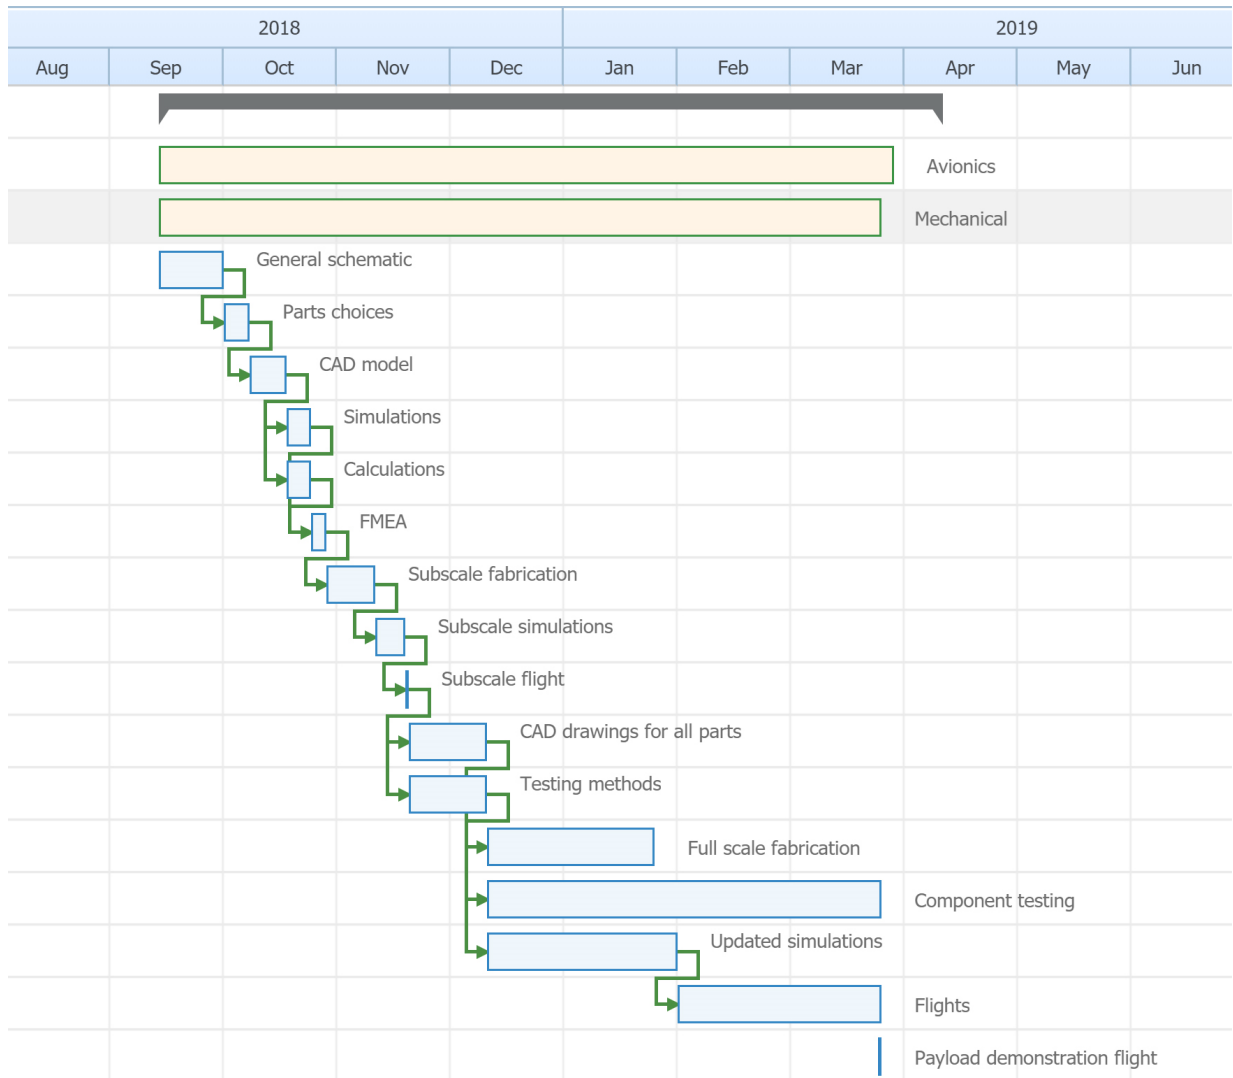 2018 2019
Aug Sep Oct Nov Dec Jan Feb Mar Apr May Jun
Avionics
Mechanical
General schematic
Parts choices
CAD model
Simulations
Calculations
FMEA
Subscale fabrication
Subscale simulations
Subscale flight
CAD drawings for all parts
Testing methods
Full scale fabrication
Component testing
Updated simulations
Flights
Payload demonstration flight